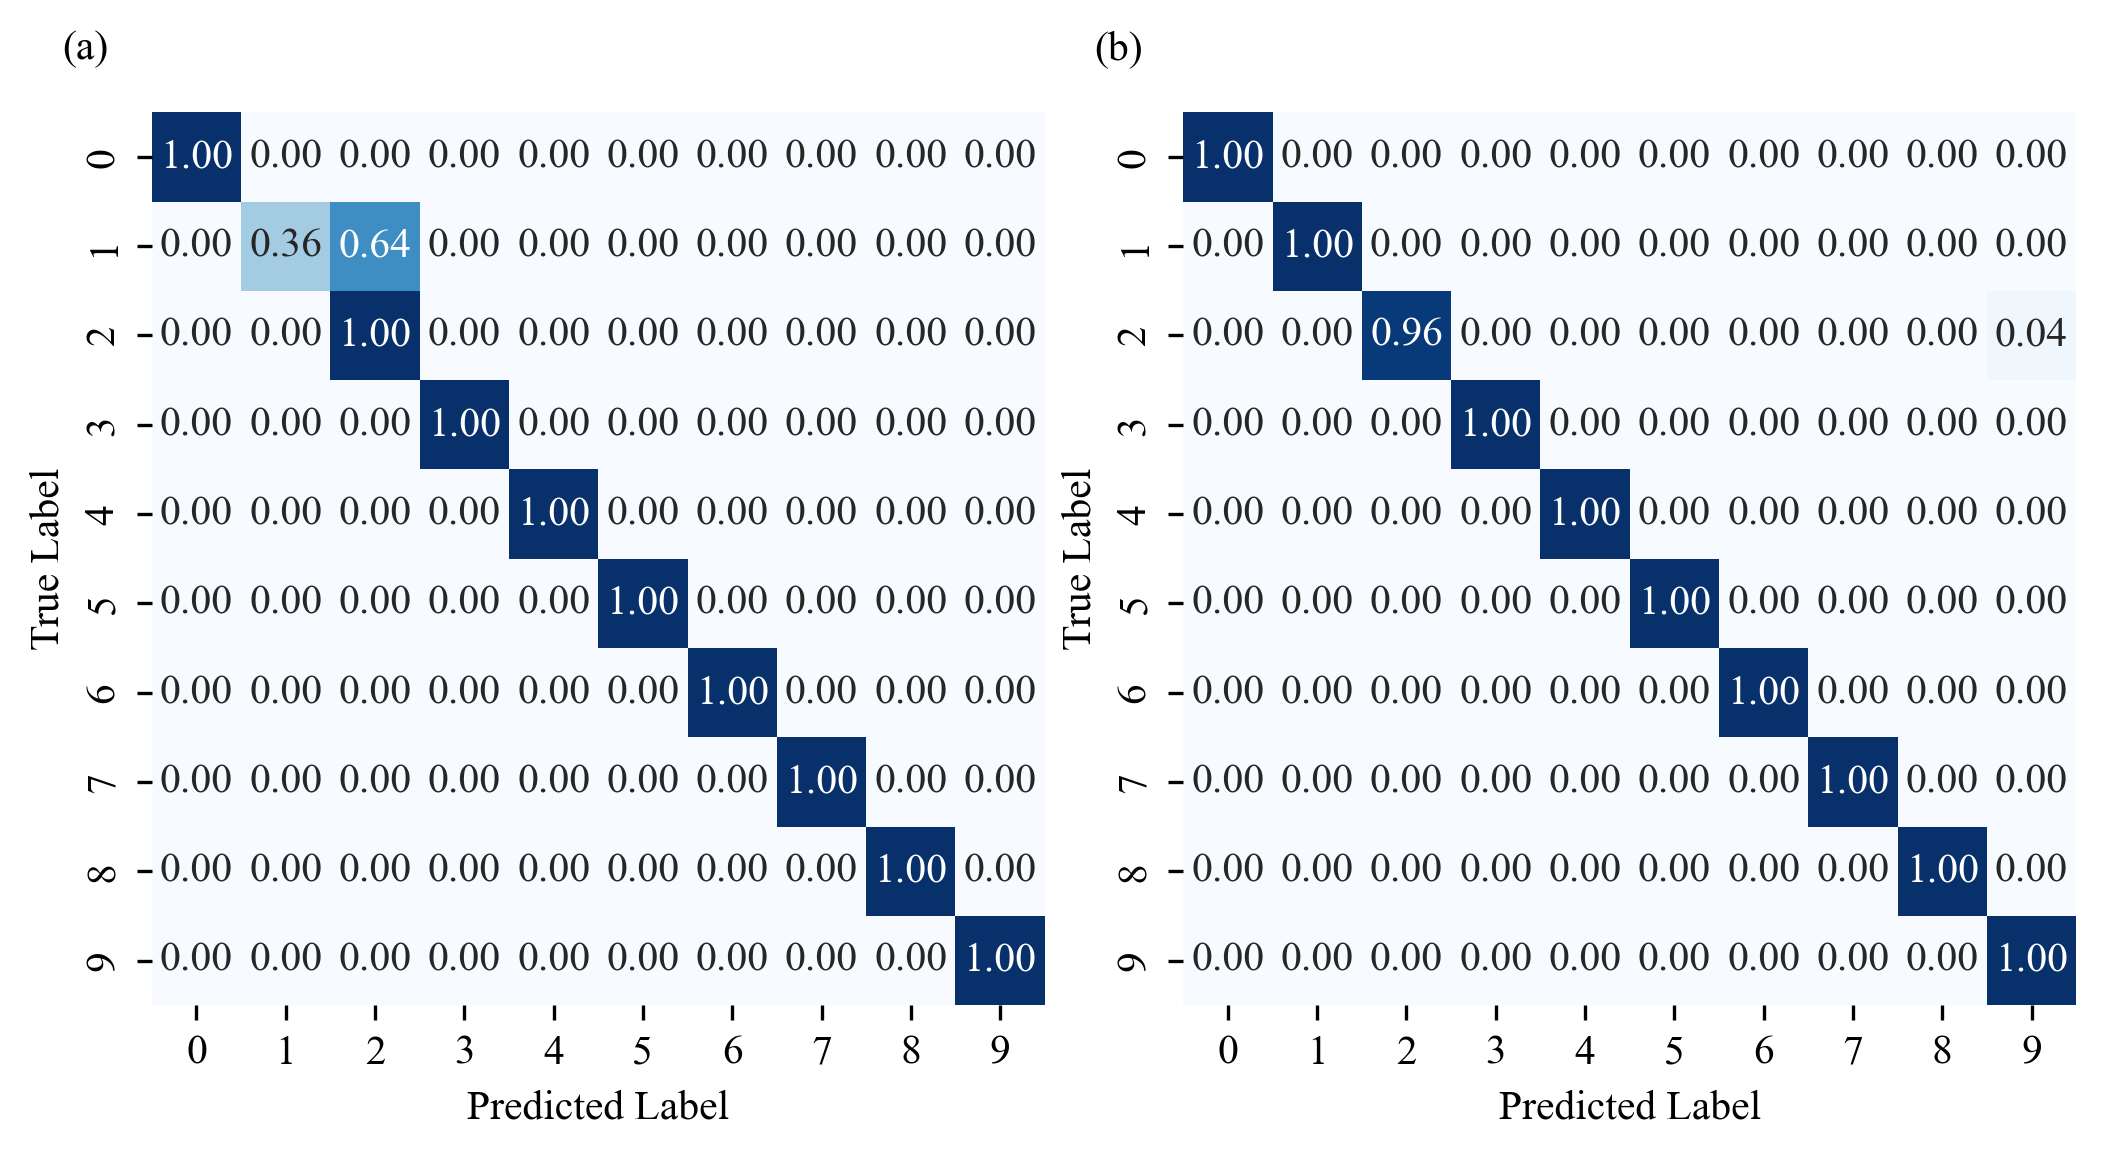 (a)
0 1.00 0.00 0.00 0.00 0.00 0.00 0.00 0.00 0.00 0.00
1 0.00 0.36 0.64 0.00 0.00 0.00 0.00 0.00 0.00 0.00
2 0.00 0.00 1.00 0.00 0.00 0.00 0.00 0.00 0.00 0.00
3 0.00 0.00 0.00 1.00 0.00 0.00 0.00 0.00 0.00 0.00
4 0.00 0.00 0.00 0.00 1.00 0.00 0.00 0.00 0.00 0.00
5 0.00 0.00 0.00 0.00 0.00 1.00 0.00 0.00 0.00 0.00
6 0.00 0.00 0.00 0.00 0.00 0.00 1.00 0.00 0.00 0.00
7 0.00 0.00 0.00 0.00 0.00 0.00 0.00 1.00 0.00 0.00
8 0.00 0.00 0.00 0.00 0.00 0.00 0.00 0.00 1.00 0.00
9 0.00 0.00 0.00 0.00 0.00 0.00 0.00 0.00 0.00 1.00
0 1 2 3 4 5 6 7 8 9
True Label
Predicted Label
(b)
0 1.00 0.00 0.00 0.00 0.00 0.00 0.00 0.00 0.00 0.00
1 0.00 1.00 0.00 0.00 0.00 0.00 0.00 0.00 0.00 0.00
2 0.00 0.00 0.96 0.00 0.00 0.00 0.00 0.00 0.00 0.04
3 0.00 0.00 0.00 1.00 0.00 0.00 0.00 0.00 0.00 0.00
4 0.00 0.00 0.00 0.00 1.00 0.00 0.00 0.00 0.00 0.00
5 0.00 0.00 0.00 0.00 0.00 1.00 0.00 0.00 0.00 0.00
6 0.00 0.00 0.00 0.00 0.00 0.00 1.00 0.00 0.00 0.00
7 0.00 0.00 0.00 0.00 0.00 0.00 0.00 1.00 0.00 0.00
8 0.00 0.00 0.00 0.00 0.00 0.00 0.00 0.00 1.00 0.00
9 0.00 0.00 0.00 0.00 0.00 0.00 0.00 0.00 0.00 1.00
0 1 2 3 4 5 6 7 8 9
True Label
Predicted Label